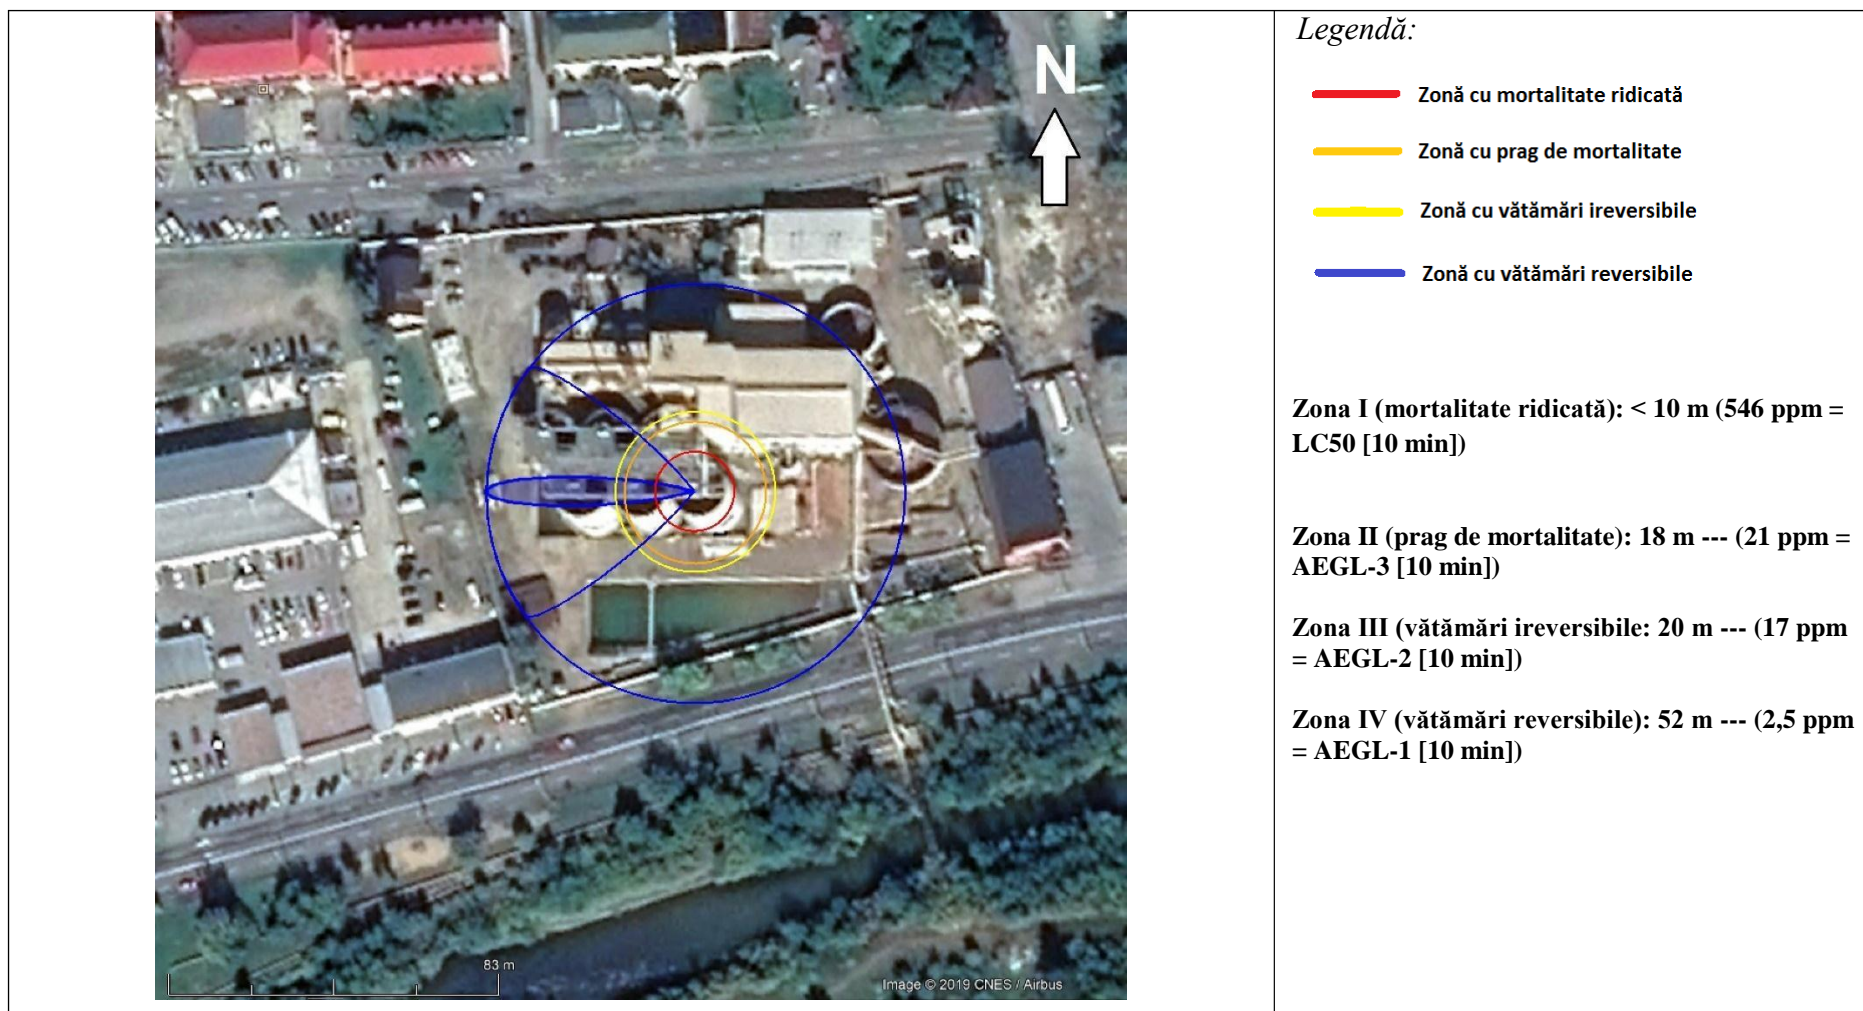 N
83 m
Image © 2019 CNES / Airbus
Legendă:
Zonă cu mortalitate ridicată
Zonă cu prag de mortalitate
Zonă cu vătămări ireversibile
Zonă cu vătămări reversibile
Zona I (mortalitate ridicată): < 10 m (546 ppm =
LC50 [10 min])
Zona II (prag de mortalitate): 18 m --- (21 ppm =
AEGL-3 [10 min])
Zona III (vătămări ireversibile: 20 m --- (17 ppm
= AEGL-2 [10 min])
Zona IV (vătămări reversibile): 52 m --- (2,5 ppm
= AEGL-1 [10 min])